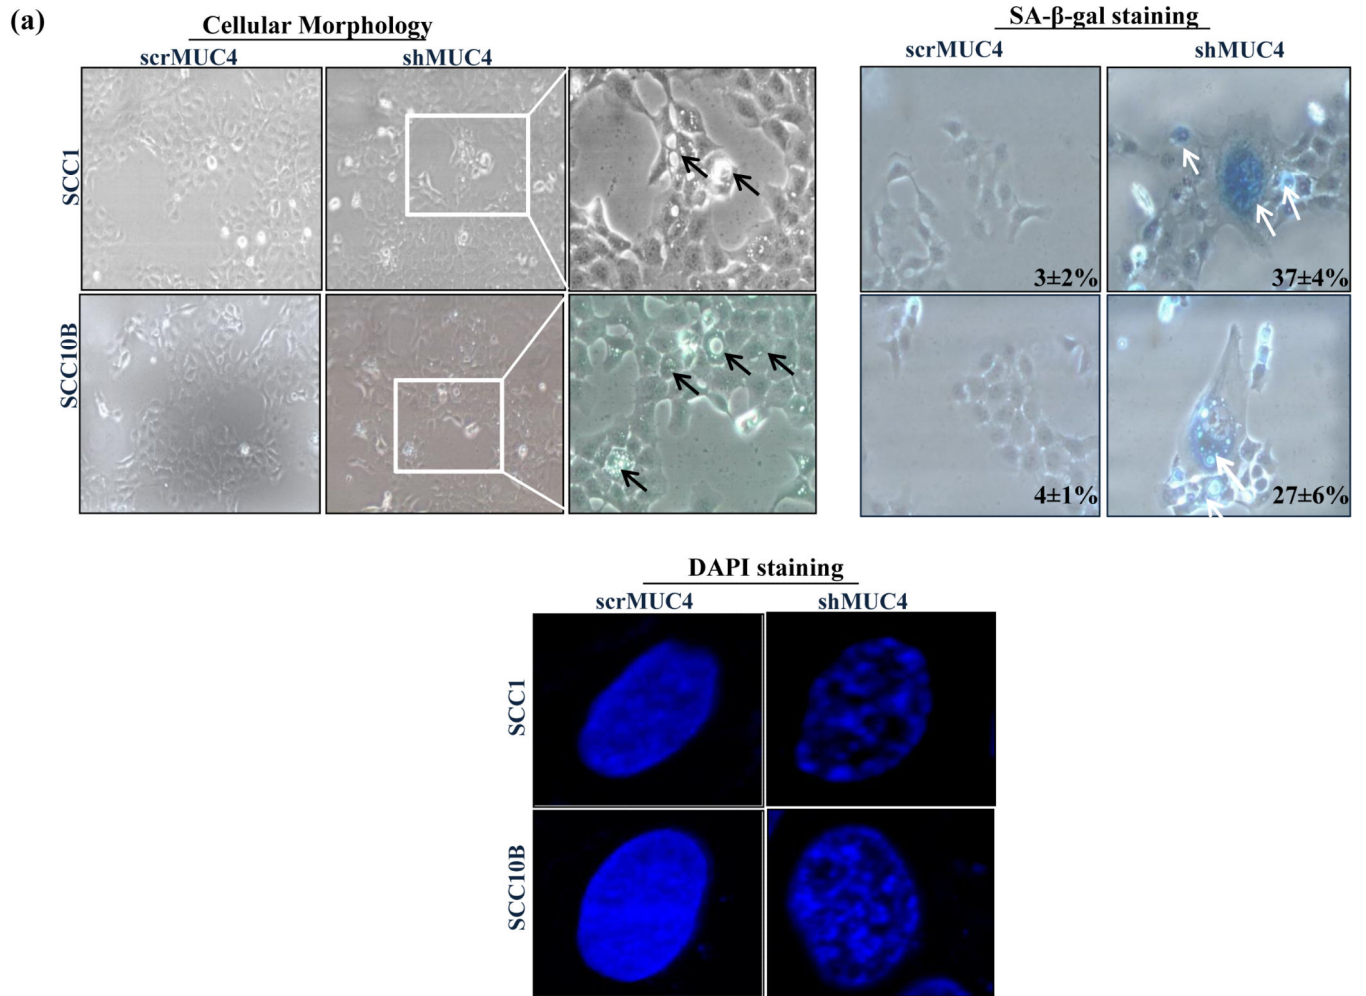 (a)
Cellular Morphology
scrMUC4 shMUC4
SCC1
SCC10B
SA-β-gal staining
scrMUC4 shMUC4
3±2% 37±4%
4±1% 27±6%
DAPI staining
scrMUC4 shMUC4
SCC1
SCC10B